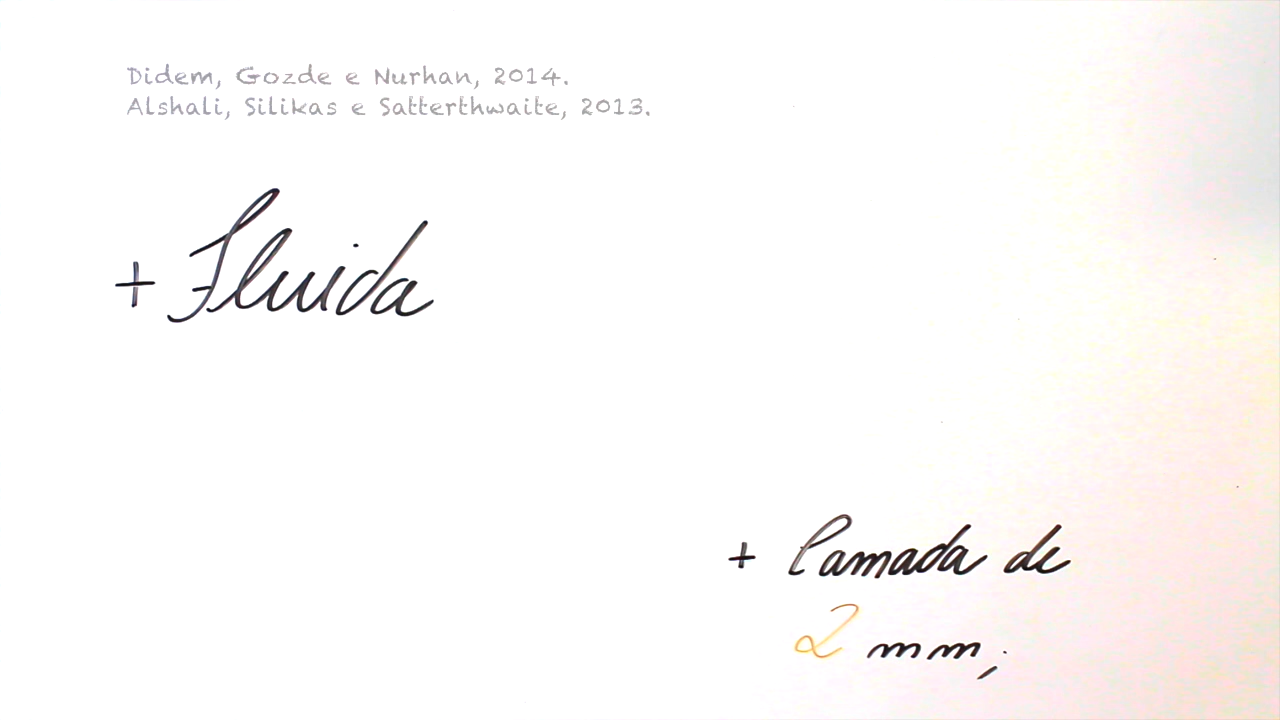 Didem, Gozde e Nurhan, 2014.
Alshali, Silikas e Satterthwaite, 2013.
+ Fluida
+ Camada de
2 mm;